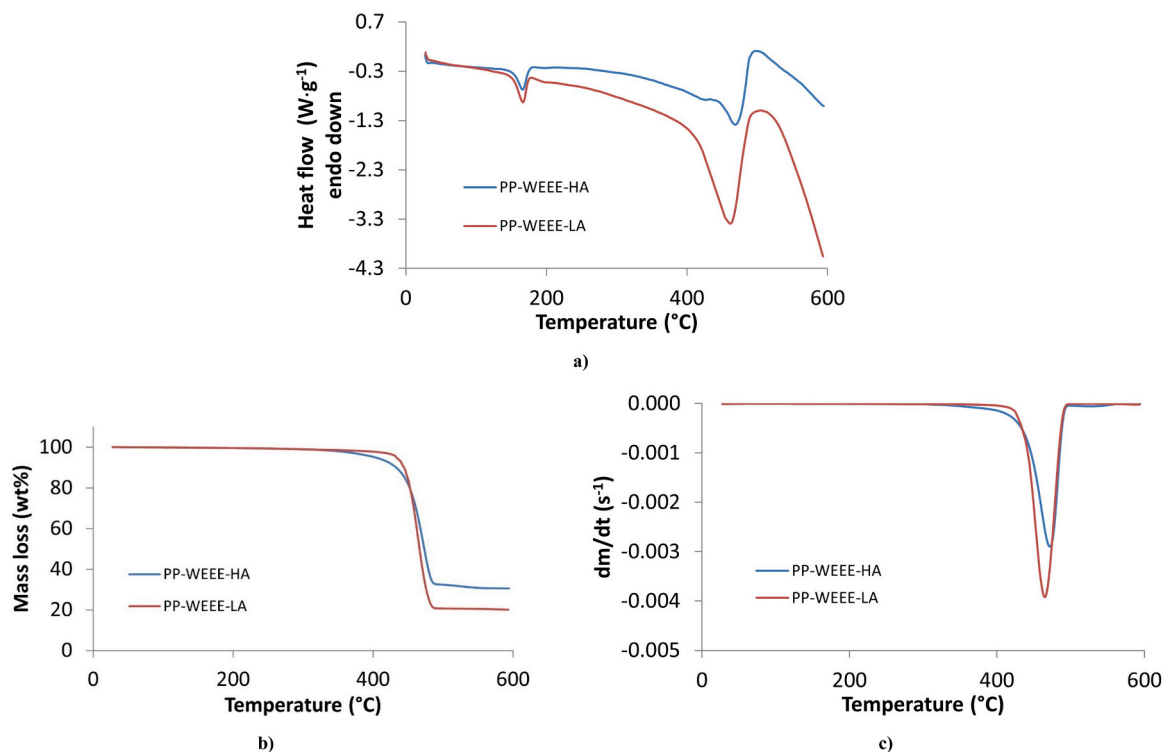 a)
0.7
-0.3
-1.3
-2.3
-3.3
-4.3
Heat flow (W·g-1)
endo down
PP-WEEE-HA
PP-WEEE-LA
0 200 400 600
Temperature (°C)
a)
100
80
60
40
20
0
Mass loss (wt%)
PP-WEEE-HA
PP-WEEE-LA
0 200 400 600
Temperature (°C)
b)
0.000
-0.001
-0.002
-0.003
-0.004
-0.005
dm/dt (s-1)
PP-WEEE-HA
PP-WEEE-LA
0 200 400 600
Temperature (°C)
c)